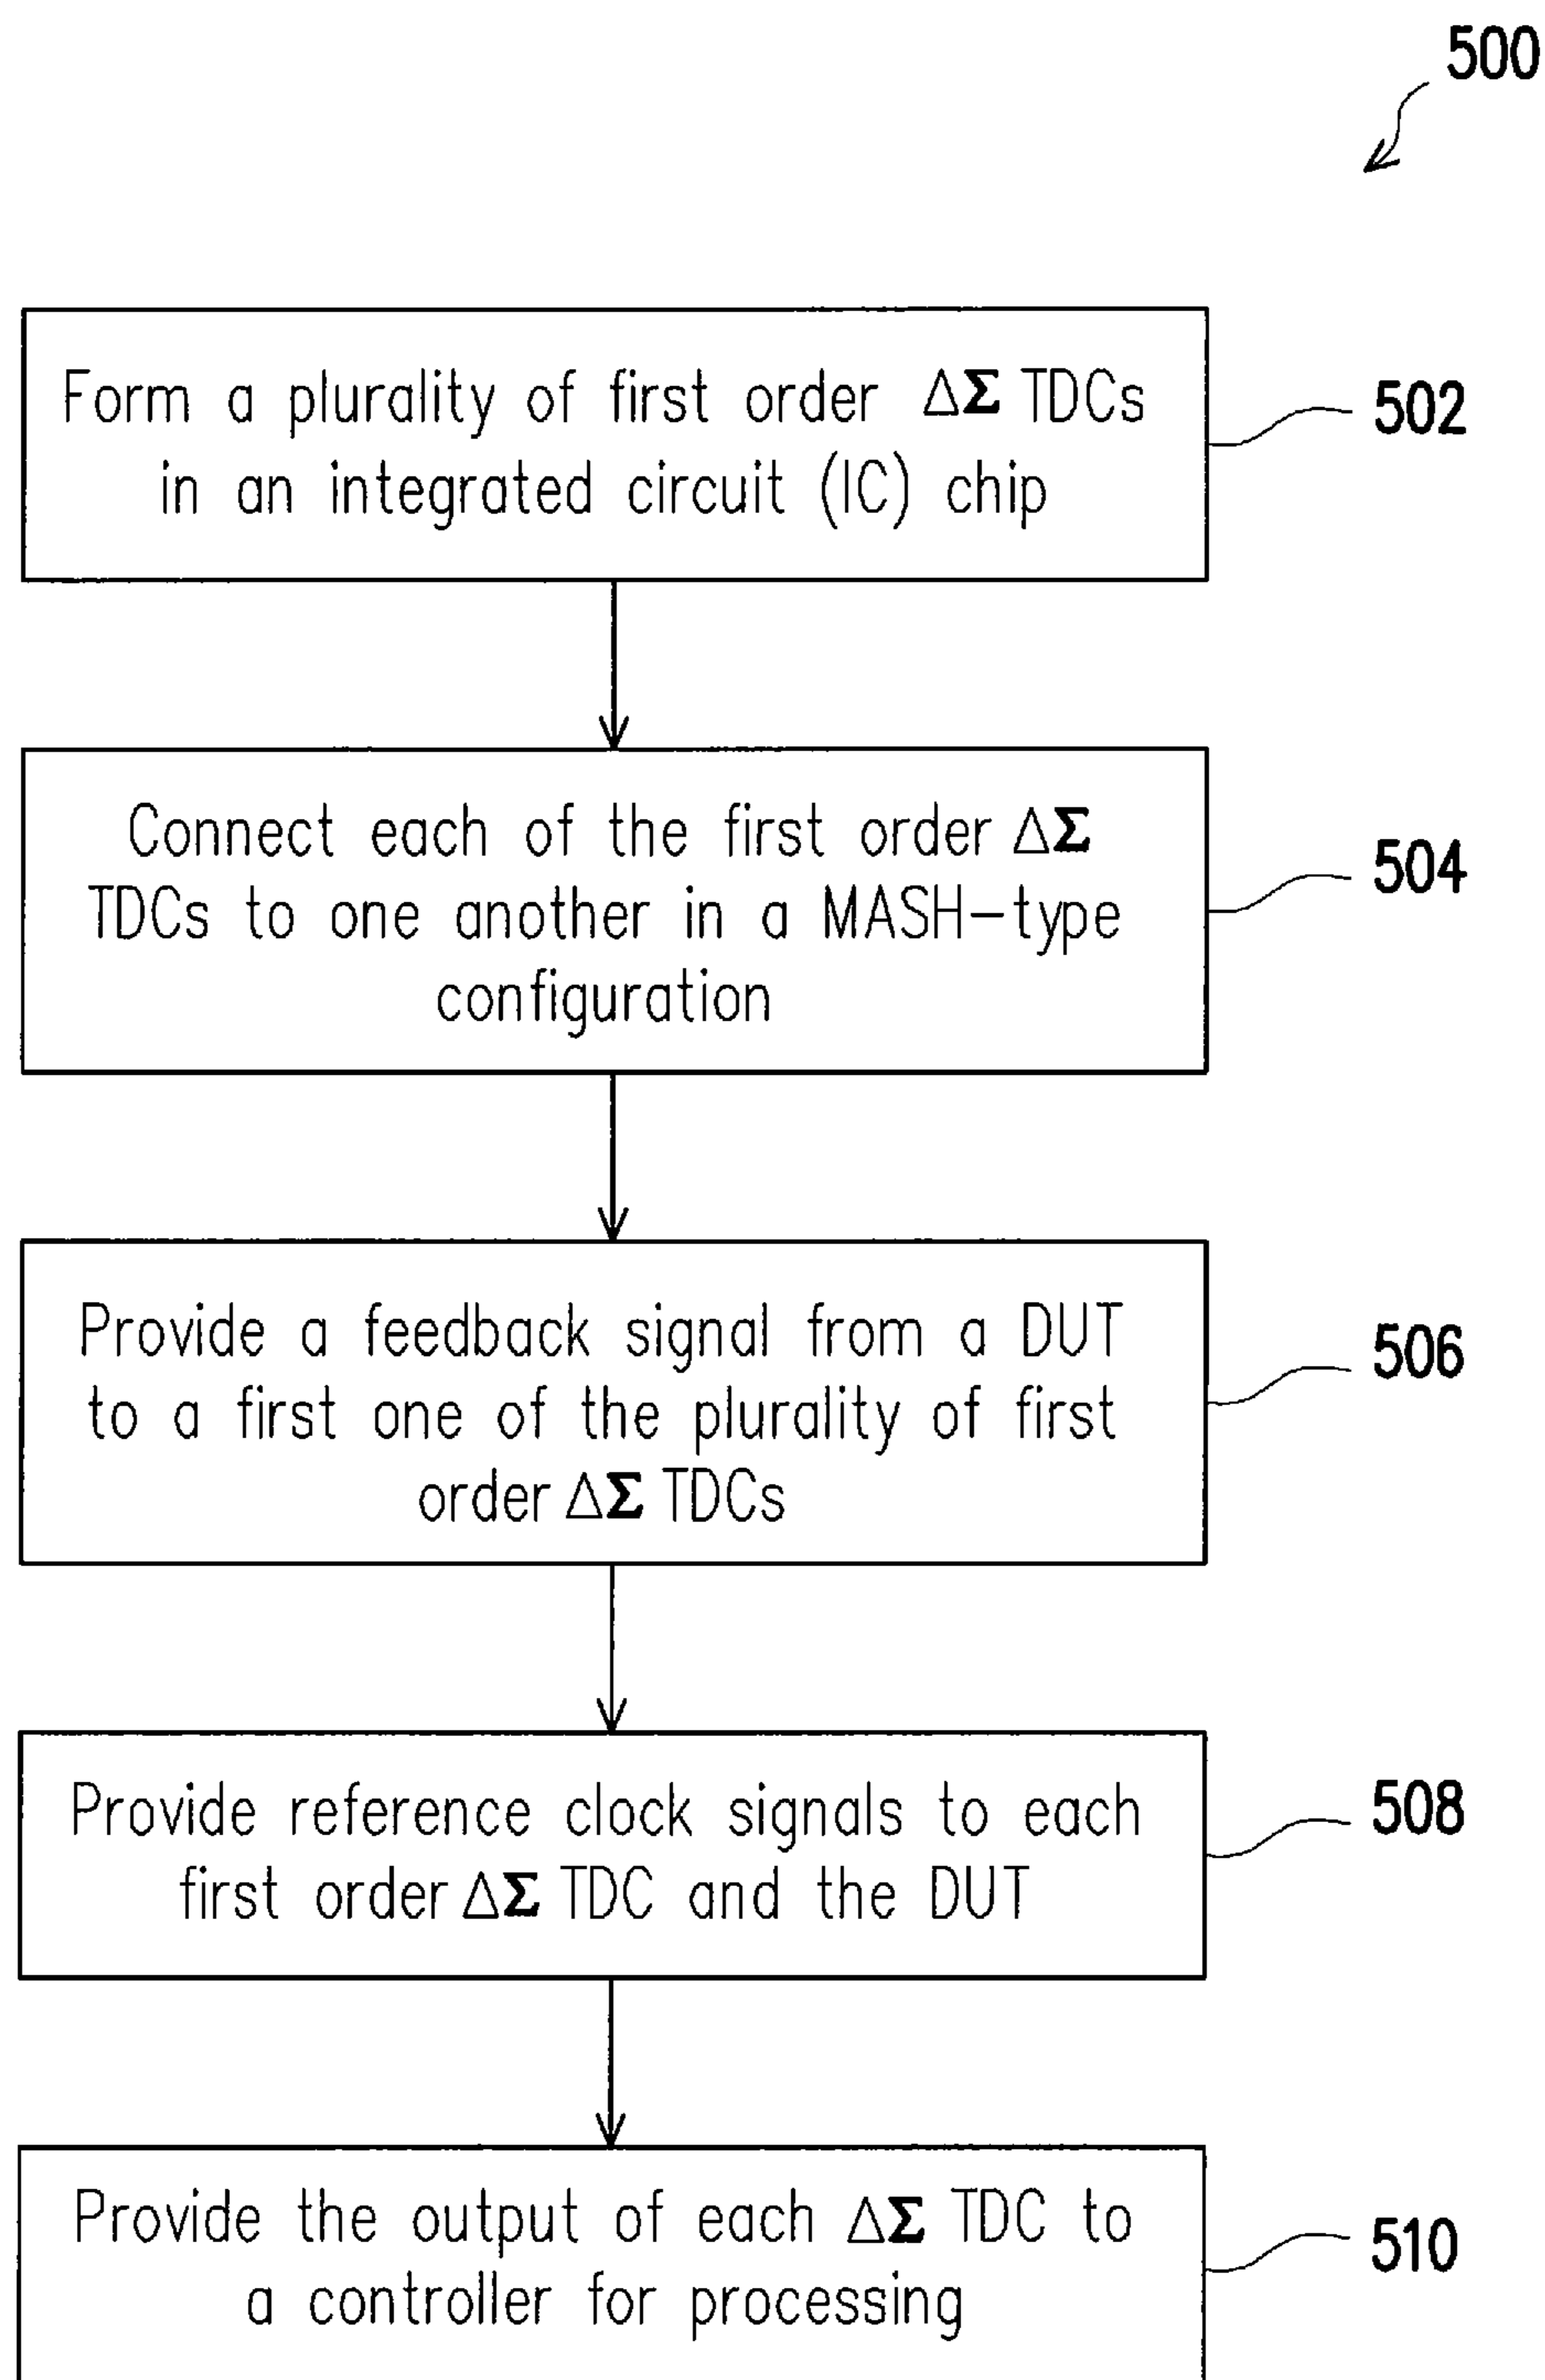 500
Form a plurality of first order ΔΣ TDCs
in an integrated circuit (IC) chip
502
Connect each of the first order ΔΣ
TDCs to one another in a MASH-type
configuration
504
Provide a feedback signal from a DUT
to a first one of the plurality of first
order ΔΣ TDCs
506
Provide reference clock signals to each
first order ΔΣ TDC and the DUT
508
Provide the output of each ΔΣ TDC to
a controller for processing
510